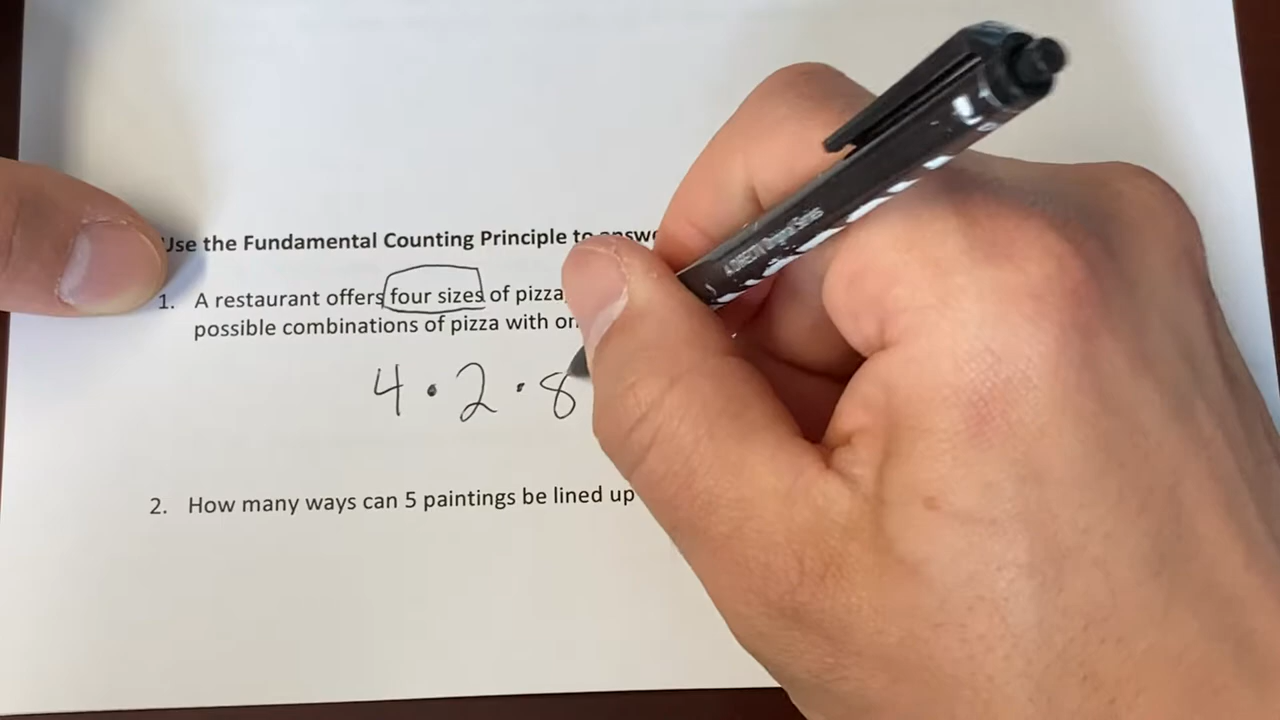 Use the Fundamental Counting Principle to
1. A restaurant offers four sizes of pizza,
possible combinations of pizza with
4 · 2 · 8
2. How many ways can 5 paintings be lined up